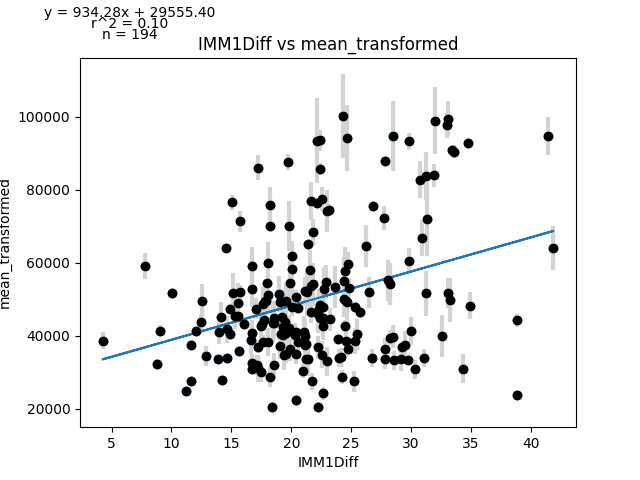 y = 934.28x + 29555.40
r^2 = 0.10
n = 194
IMM1Diff vs mean_transformed
100000
80000
60000
40000
20000
mean_transformed
5 10 15 20 25 30 35 40
IMM1Diff